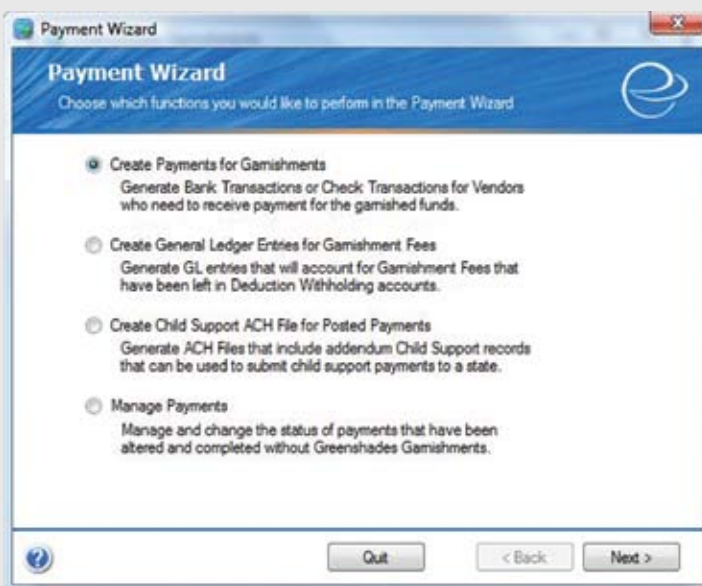 Payment Wizard
Payment Wizard
Choose which functions you would like to perform in the Payment Wizard
Create Payments for Garnishments
Generate Bank Transactions or Check Transactions for Vendors
who need to receive payment for the garnished funds.
Create General Ledger Entries for Garnishment Fees
Generate GL entries that will account for Garnishment Fees that
have been left in Deduction Withholding accounts.
Create Child Support ACH File for Posted Payments
Generate ACH Files that include addendum Child Support records
that can be used to submit child support payments to a state.
Manage Payments
Manage and change the status of payments that have been
altered and completed without Greenshades Garnishments.
Quit
< Back
Next >